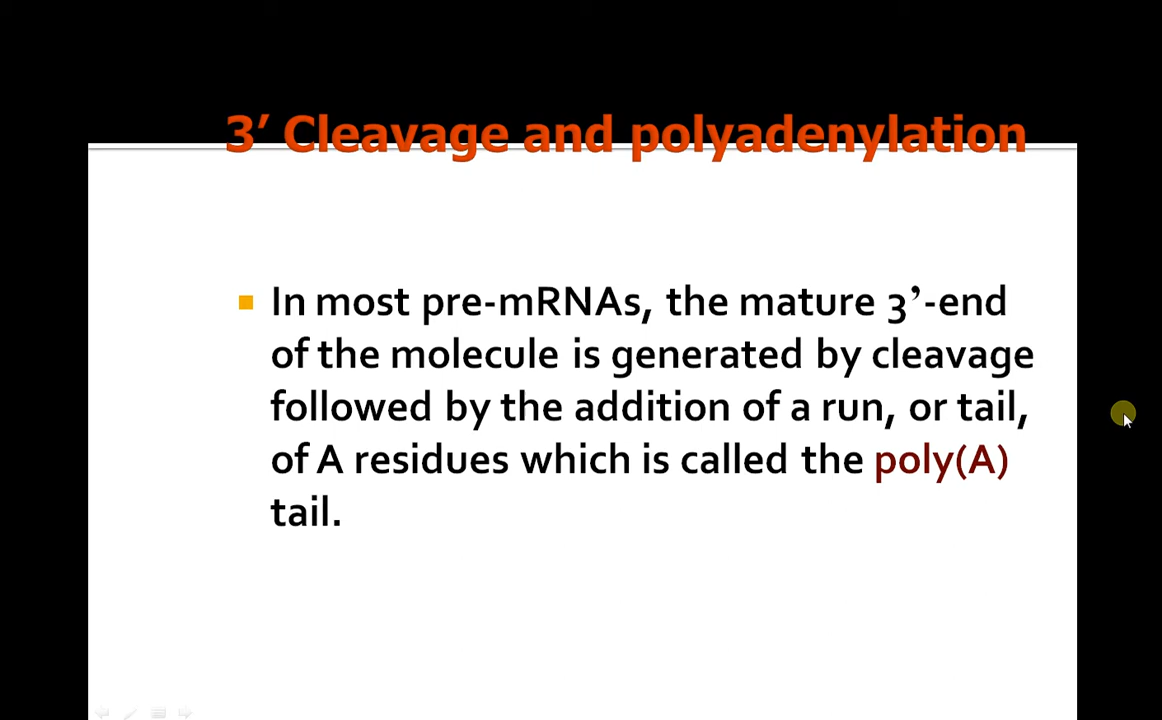 3′ Cleavage and polyadenylation
In most pre-mRNAs, the mature 3’-end
of the molecule is generated by cleavage
followed by the addition of a run, or tail,
of A residues which is called the poly(A)
tail.